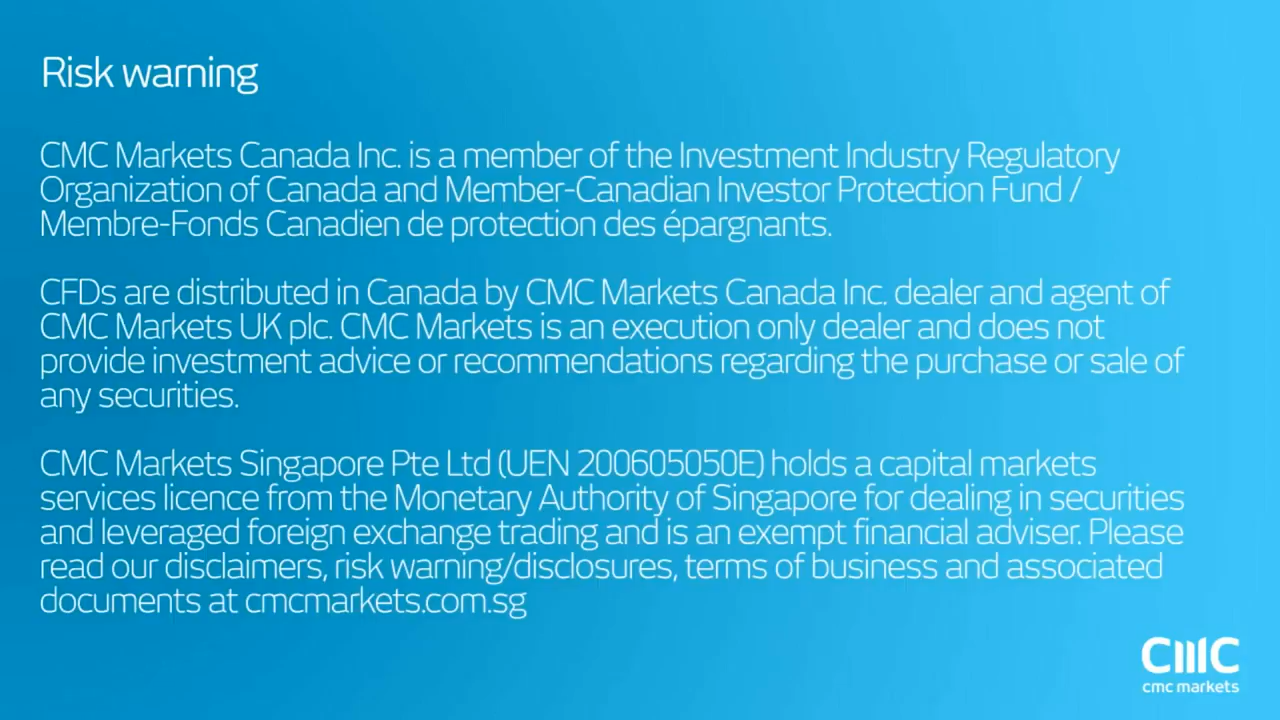 Risk warning
CMC Markets Canada Inc. is a member of the Investment Industry Regulatory
Organization of Canada and Member-Canadian Investor Protection Fund /
Membre-Fonds Canadien de protection des épargnants.
CFDs are distributed in Canada by CMC Markets Canada Inc. dealer and agent of
CMC Markets UK plc. CMC Markets is an execution only dealer and does not
provide investment advice or recommendations regarding the purchase or sale of
any securities.
CMC Markets Singapore Pte Ltd (UEN 200605050E) holds a capital markets
services licence from the Monetary Authority of Singapore for dealing in securities
and leveraged foreign exchange trading and is an exempt financial adviser. Please
read our disclaimers, risk warning/disclosures, terms of business and associated
documents at cmcmarkets.com.sg
CMC
cmc markets